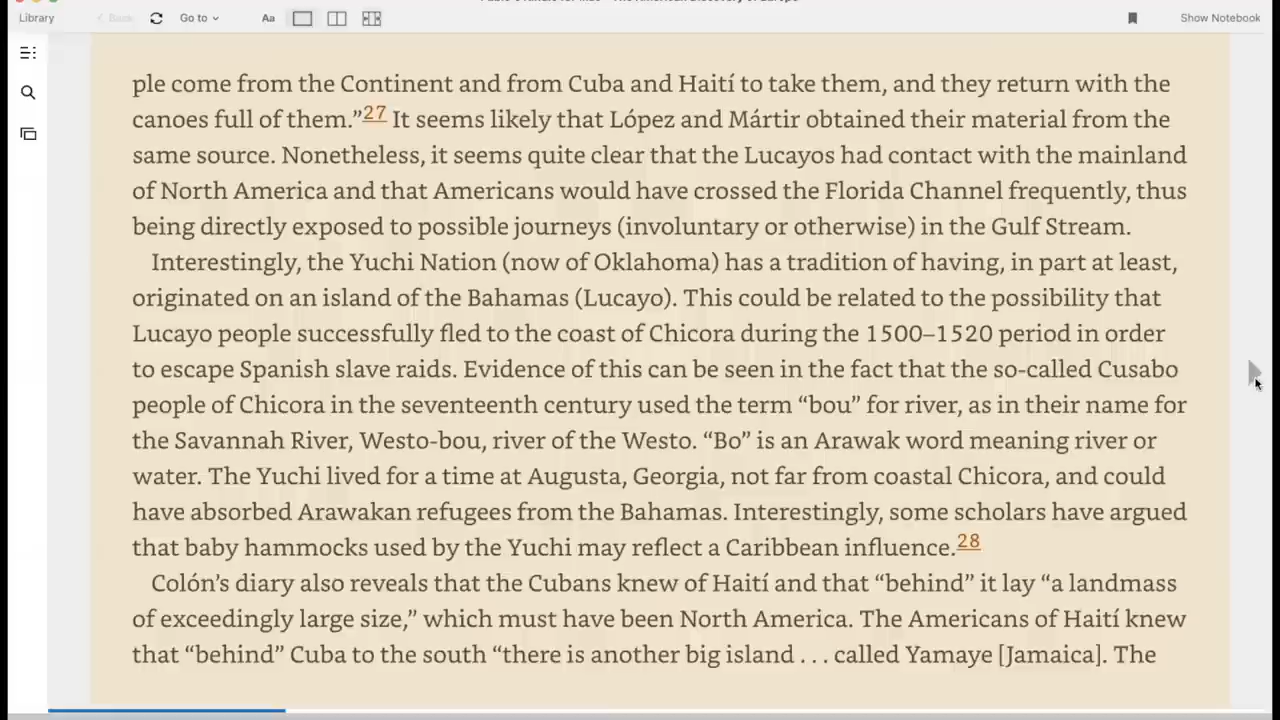 Library
Back
Go to
Aa
Show Notebook
ple come from the Continent and from Cuba and Haití to take them, and they return with the
canoes full of them.”27 It seems likely that López and Mártir obtained their material from the
same source. Nonetheless, it seems quite clear that the Lucayos had contact with the mainland
of North America and that Americans would have crossed the Florida Channel frequently, thus
being directly exposed to possible journeys (involuntary or otherwise) in the Gulf Stream.
Interestingly, the Yuchi Nation (now of Oklahoma) has a tradition of having, in part at least,
originated on an island of the Bahamas (Lucayo). This could be related to the possibility that
Lucayo people successfully fled to the coast of Chicora during the 1500–1520 period in order
to escape Spanish slave raids. Evidence of this can be seen in the fact that the so-called Cusabo
people of Chicora in the seventeenth century used the term “bou” for river, as in their name for
the Savannah River, Westo-bou, river of the Westo. “Bo” is an Arawak word meaning river or
water. The Yuchi lived for a time at Augusta, Georgia, not far from coastal Chicora, and could
have absorbed Arawakan refugees from the Bahamas. Interestingly, some scholars have argued
that baby hammocks used by the Yuchi may reflect a Caribbean influence.28
Colón’s diary also reveals that the Cubans knew of Haití and that “behind” it lay “a landmass
of exceedingly large size,” which must have been North America. The Americans of Haití knew
that “behind” Cuba to the south “there is another big island . . . called Yamaye [Jamaica]. The